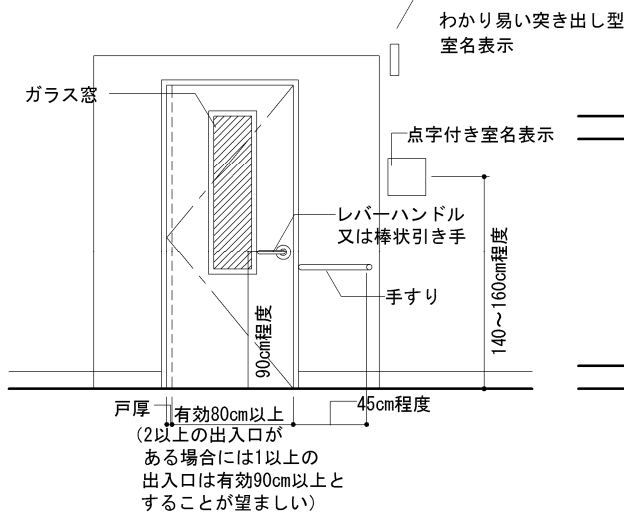 わかり易い突き出し型
室名表示
ガラス窓
点字付き室名表示
レバーハンドル
又は棒状引き手
手すり
90cm程度
140～160cm程度
45cm程度
戸厚
有効80cm以上
(2以上の出入口が
ある場合には1以上の
出入口は有効90cm以上と
することが望ましい)